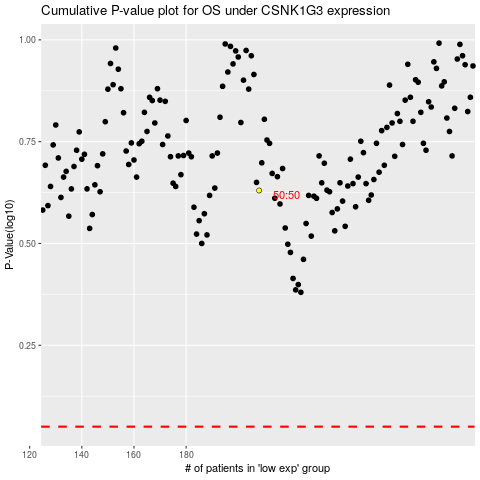 Cumulative P-value plot for OS under CSNK1G3 expression
P-Value(log10)
1.00
0.75
0.50
0.25
50:50
120 140 160 180
# of patients in 'low exp' group